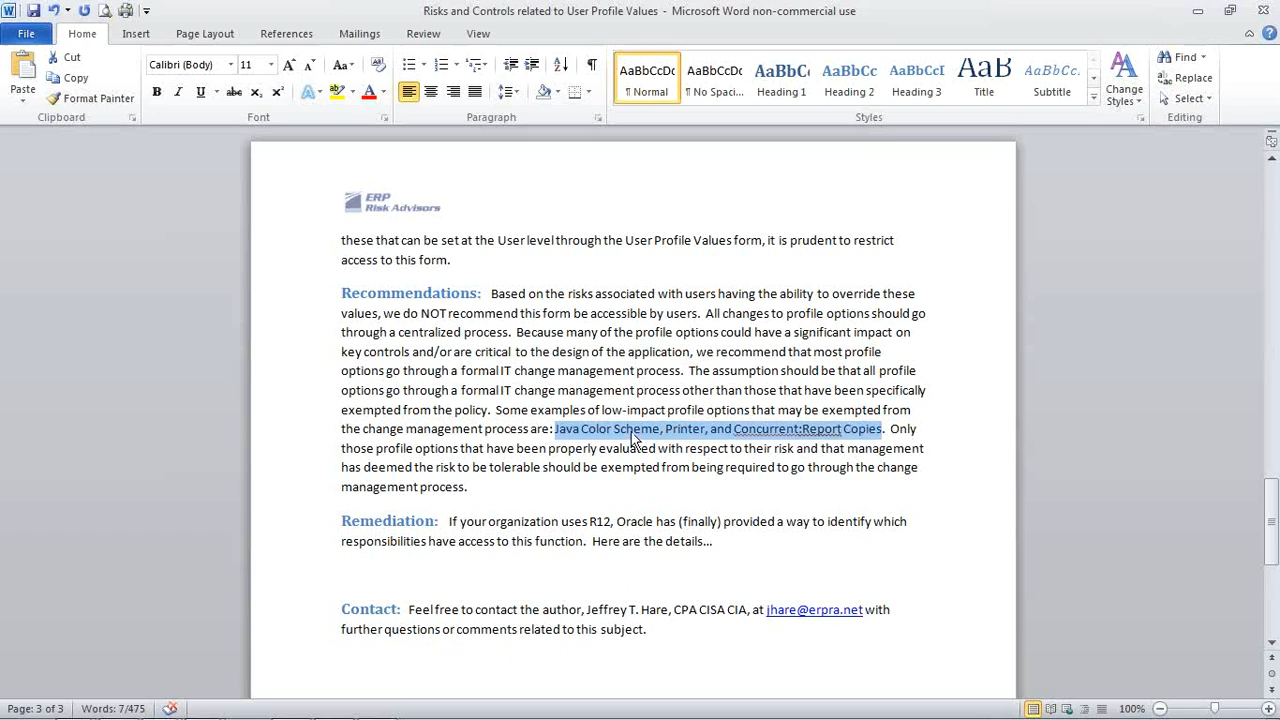 Risks and Controls related to User Profile Values - Microsoft Word non-commercial use
File Home Insert Page Layout References Mailings Review View
Paste
Cut
Copy
Format Painter
Clipboard
Calibri (Body) 11
Font
Paragraph
AaBbCcDc AaBbCcDc AaBbC AaBbCc AaBbCcI AaB AaBbCc.
¶ Normal ¶ No Spaci... Heading 1 Heading 2 Heading 3 Title Subtitle
Change Styles
Styles
Find
Replace
Select
Editing
ERP
Risk Advisors
these that can be set at the User level through the User Profile Values form, it is prudent to restrict
access to this form.
Recommendations: Based on the risks associated with users having the ability to override these
values, we do NOT recommend this form be accessible by users. All changes to profile options should go
through a centralized process. Because many of the profile options could have a significant impact on
key controls and/or are critical to the design of the application, we recommend that most profile
options go through a formal IT change management process. The assumption should be that all profile
options go through a formal IT change management process other than those that have been specifically
exempted from the policy. Some examples of low-impact profile options that may be exempted from
the change management process are: Java Color Scheme, Printer, and Concurrent:Report Copies. Only
those profile options that have been properly evaluated with respect to their risk and that management
has deemed the risk to be tolerable should be exempted from being required to go through the change
management process.
Remediation: If your organization uses R12, Oracle has (finally) provided a way to identify which
responsibilities have access to this function. Here are the details...
Contact: Feel free to contact the author, Jeffrey T. Hare, CPA CISA CIA, at jhare@erpra.net with
further questions or comments related to this subject.
Page: 3 of 3 Words: 7/475 100%